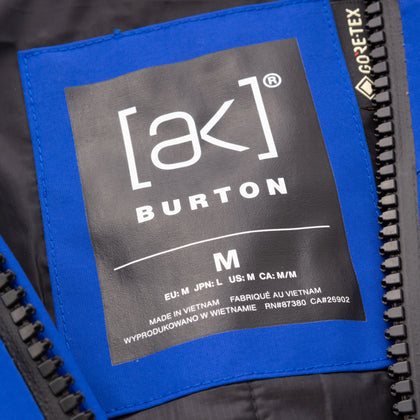 GORE-TEX
[ak]®
BURTON
M
EU: M JPN: L US: M CA: M/M
MADE IN VIETNAM FABRIQUÉ AU VIETNAM
WYPRODUKOWANO W WIETNAMIE RN#87380 CA#26902